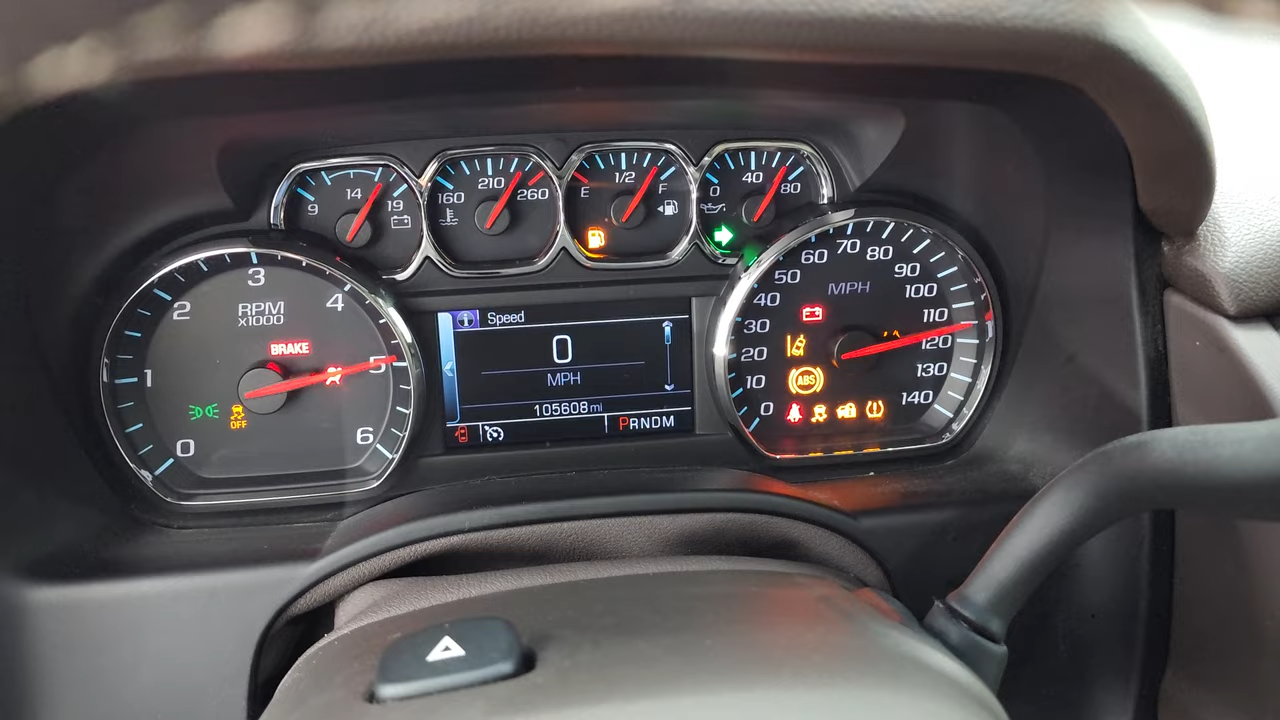 9 14 19
160 210 260
E 1/2 F
0 40 80
0 1 2 3 4 5 6
RPM
x1000
BRAKE
OFF
Speed
0
MPH
105608 mi
PRNDM
0 10 20 30 40 50 60 70 80 90 100 110 120 130 140
MPH
ABS